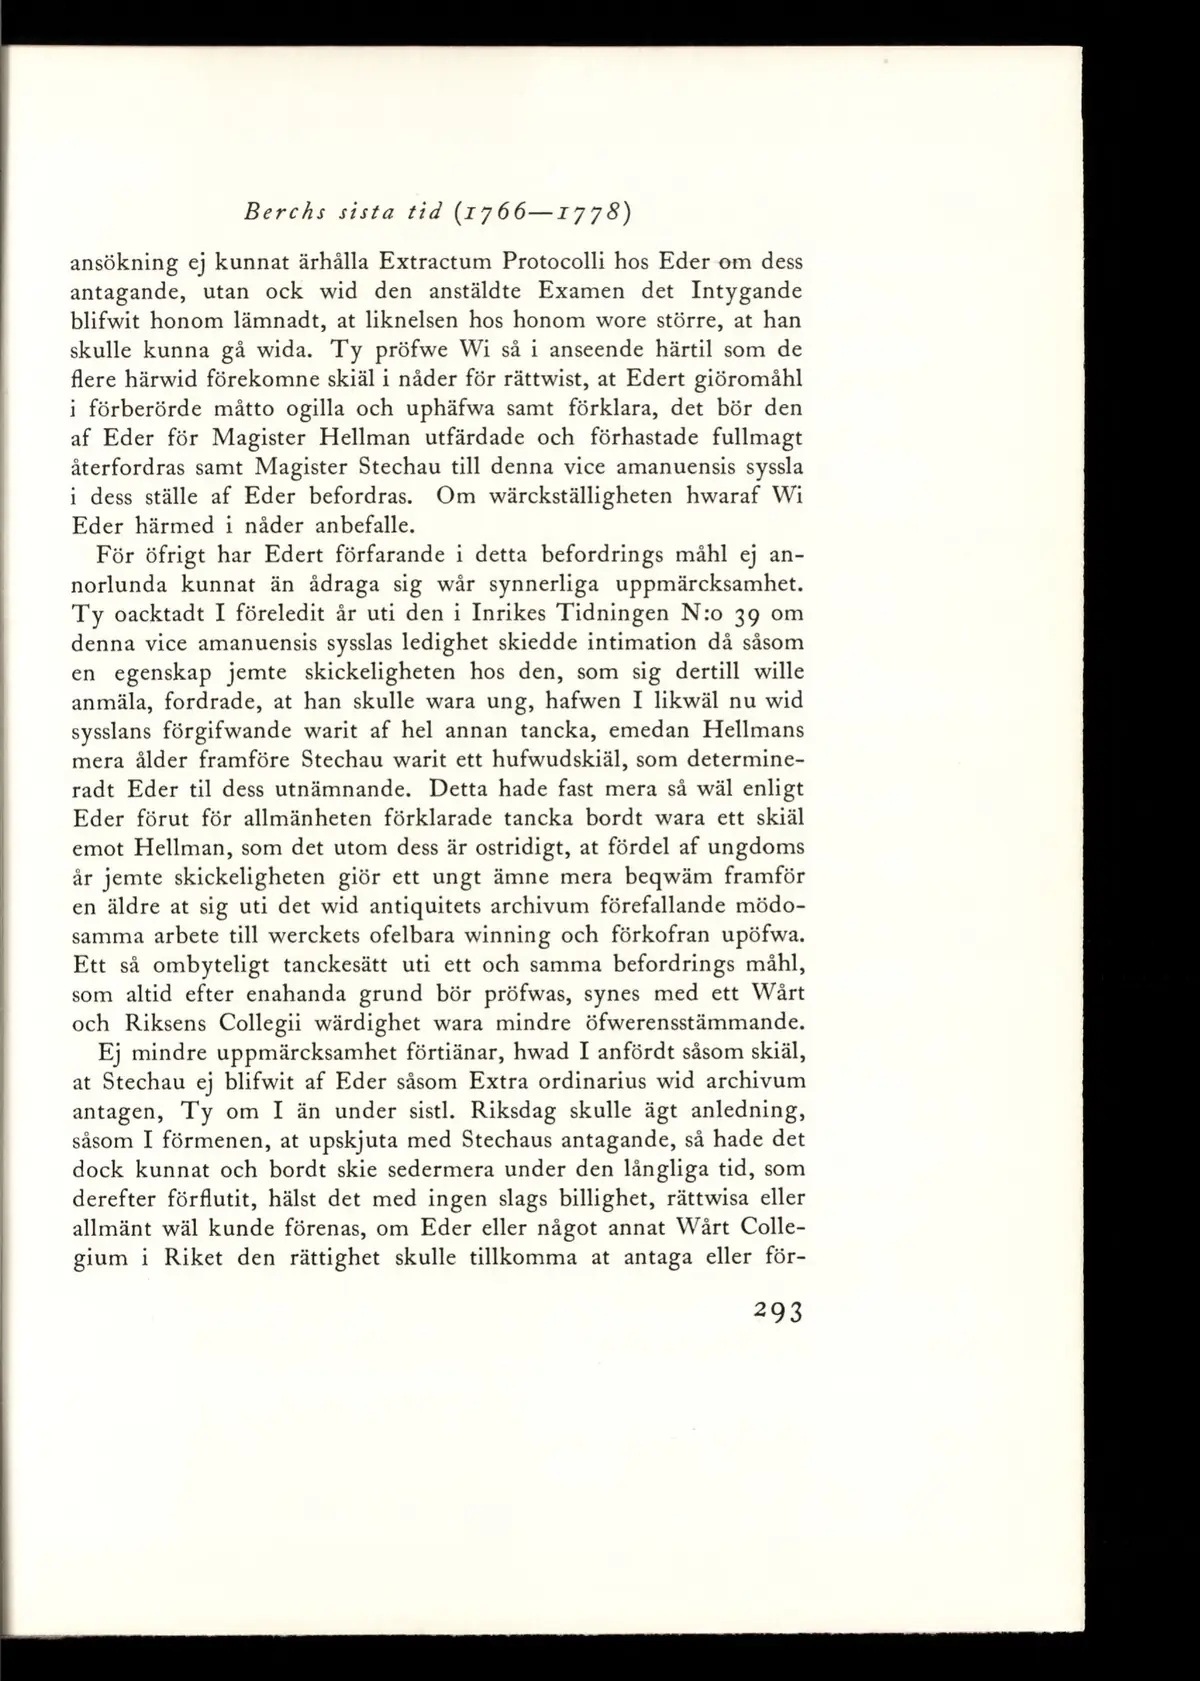 Berchs sista tid (1766—1778)
ansökning ej kunnat ärhålla Extractum Protocolli hos Eder om dess
antagande, utan ock wid den anstäldte Examen det Intygande
blifwit honom lämnadt, at liknelsen hos honom wore större, at han
skulle kunna gå wida. Ty pröfwe Wi så i anseende härtil som de
flere härwid förekomne skiäl i nåder för rättwist, at Edert giöromåhl
i förberörde måtto ogilla och uphäfwa samt förklara, det bör den
af Eder för Magister Hellman utfärdade och förhastade fullmagt
återfordras samt Magister Stechau till denna vice amanuensis syssla
i dess ställe af Eder befordras. Om wärckställigheten hwaraf Wi
Eder härmed i nåder anbefalle.
För öfrigt har Edert förfarande i detta befordrings måhl ej an-
norlunda kunnat än ådraga sig wår synnerliga uppmärcksamhet.
Ty oacktadt I föreledit år uti den i Inrikes Tidningen N:o 39 om
denna vice amanuensis sysslas ledighet skiedde intimation då såsom
en egenskap jemte skickeligheten hos den, som sig dertill wille
anmäla, fordrade, at han skulle wara ung, hafwen I likwäl nu wid
sysslans förgifwande warit af hel annan tancka, emedan Hellmans
mera ålder framföre Stechau warit ett hufwudskiäl, som determine-
radt Eder til dess utnämnande. Detta hade fast mera så wäl enligt
Eder förut för allmänheten förklarade tancka bordt wara ett skiäl
emot Hellman, som det utom dess är ostridigt, at fördel af ungdoms
år jemte skickeligheten giör ett ungt ämne mera beqwäm framför
en äldre at sig uti det wid antiquitets archivum förefallande mödo-
samma arbete till werckets ofelbara winning och förkofran upöfwa.
Ett så ombyteligt tanckesätt uti ett och samma befordrings måhl,
som altid efter enahanda grund bör pröfwas, synes med ett Wårt
och Riksens Collegii wärdighet wara mindre öfwerensstämmande.
Ej mindre uppmärcksamhet förtiänar, hwad I anfördt såsom skiäl,
at Stechau ej blifwit af Eder såsom Extra ordinarius wid archivum
antagen, Ty om I än under sistl. Riksdag skulle ägt anledning,
såsom I förmenen, at upskjuta med Stechaus antagande, så hade det
dock kunnat och bordt skie sedermera under den långliga tid, som
derefter förflutit, hälst det med ingen slags billighet, rättwisa eller
allmänt wäl kunde förenas, om Eder eller något annat Wårt Colle-
gium i Riket den rättighet skulle tillkomma at antaga eller för-
293